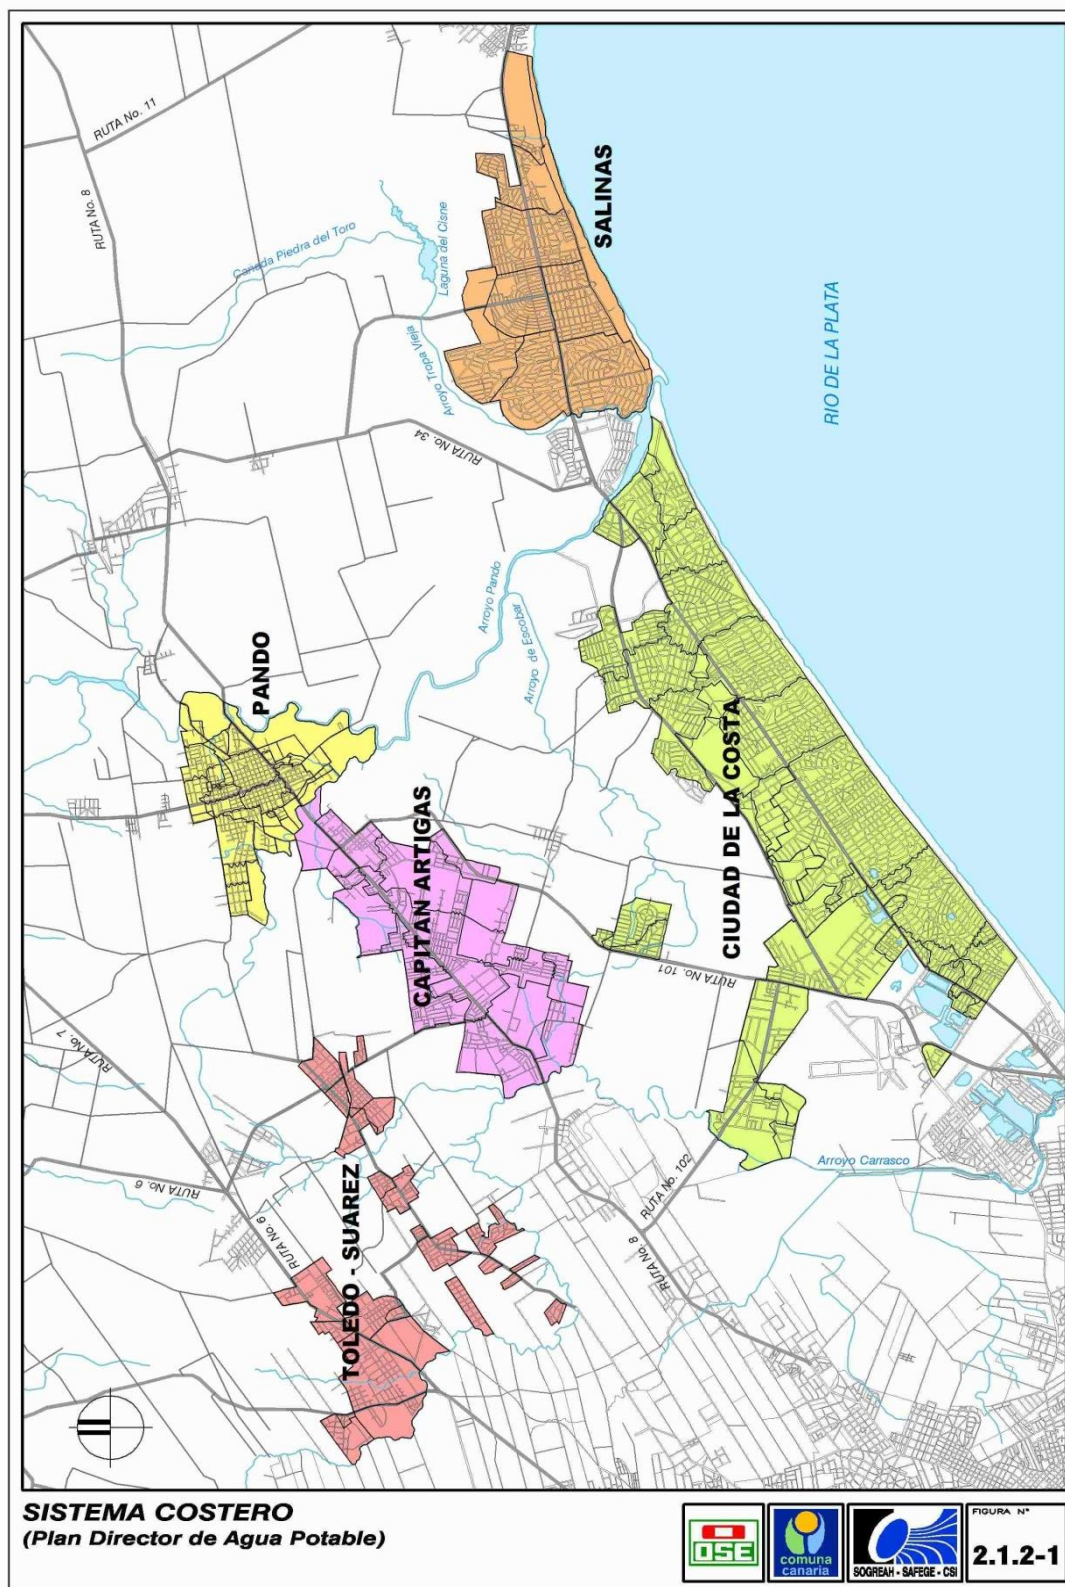 RUTA No. 11
RUTA No. 8
Cañada Piedra del Toro
Laguna del Cisne
SALINAS
Arroyo Tropa Vieja
RIO DE LA PLATA
RUTA No. 34
Arroyo Pando
Arroyo de Escobar
PANDO
CIUDAD DE LA COSTA
CAPITAN ARTIGAS
RUTA No. 101
RUTA No. 7
RUTA No. 6
RUTA No. 6
TOLEDO - SUAREZ
RUTA No. 102
Arroyo Carrasco
RUTA No. 8
SISTEMA COSTERO
(Plan Director de Agua Potable)
OSE
comuna
canaria
SOGREAH - SAFEGE - CSI
FIGURA N°
2.1.2-1